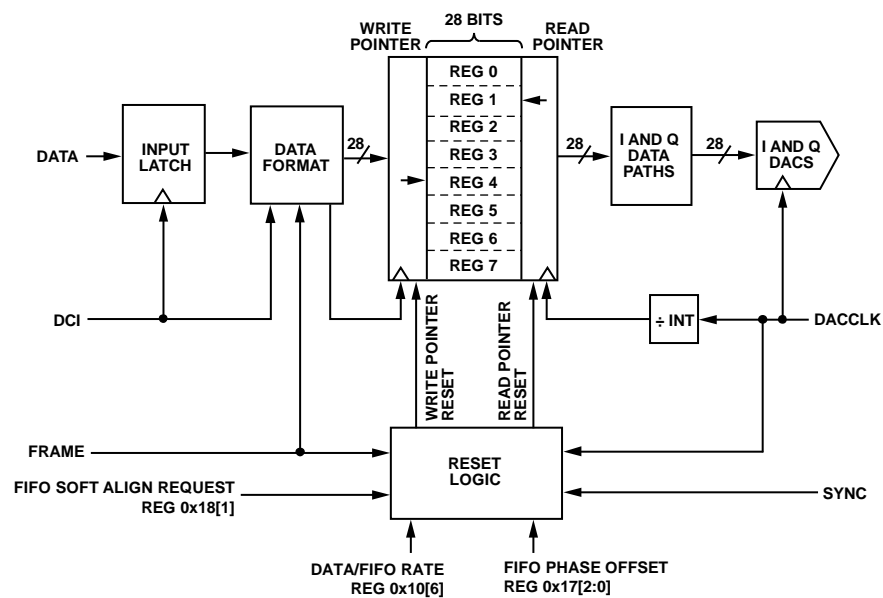 28 BITS
WRITE
POINTER
READ
POINTER
REG 0
REG 1
REG 2
REG 3
REG 4
REG 5
REG 6
REG 7
DATA
INPUT
LATCH
DATA
FORMAT
28
28
I AND Q
DATA
PATHS
28
I AND Q
DACS
DCI
÷ INT
DACCLK
WRITE POINTER
RESET
READ POINTER
RESET
FRAME
RESET
LOGIC
FIFO SOFT ALIGN REQUEST
REG 0x18[1]
SYNC
DATA/FIFO RATE
REG 0x10[6]
FIFO PHASE OFFSET
REG 0x17[2:0]